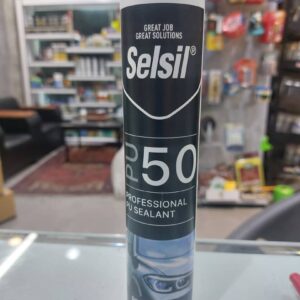 GREAT JOB
GREAT SOLUTIONS
Selsil®
PU 50
PROFESSIONAL
PU SEALANT